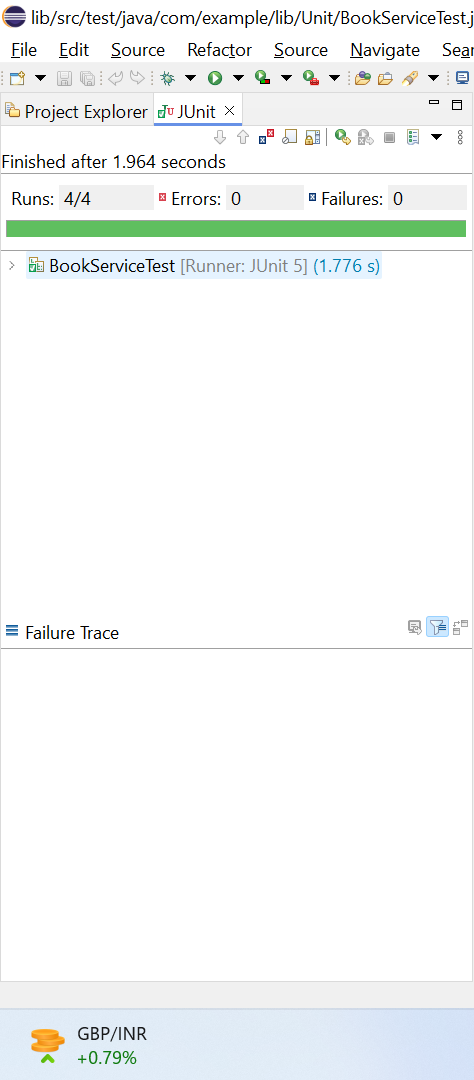 lib/src/test/java/com/example/lib/Unit/BookServiceTest.j
File Edit Source Refactor Source Navigate Sear
Project Explorer JUnit
Finished after 1.964 seconds
Runs: 4/4 Errors: 0 Failures: 0
BookServiceTest [Runner: JUnit 5] (1.776 s)
Failure Trace
GBP/INR
+0.79%